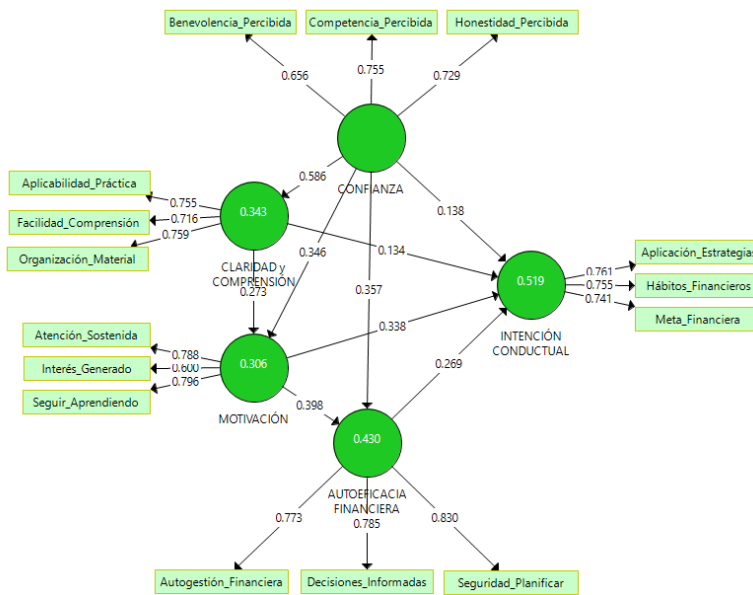 Benevolencia_Percibida
Competencia_Percibida
Honestidad_Percibida
0.656
0.755
0.729
CONFIANZA
0.586
0.138
Aplicabilidad_Práctica
Facilidad_Comprensión
Organización_Material
0.755
0.716
0.759
0.343
CLARIDAD y
COMPRENSIÓN
0.273
0.346
0.134
0.357
0.519
INTENCIÓN
CONDUCTUAL
0.761
0.755
0.741
Aplicación_Estrategias
Hábitos_Financieros
Meta_Financiera
Atención_Sostenida
Interés_Generado
Seguir_Aprendiendo
0.788
0.600
0.796
0.306
MOTIVACIÓN
0.338
0.398
0.269
0.430
AUTOEFICACIA
FINANCIERA
0.773
0.785
0.830
Autogestión_Financiera
Decisiones_Informadas
Seguridad_Planificar